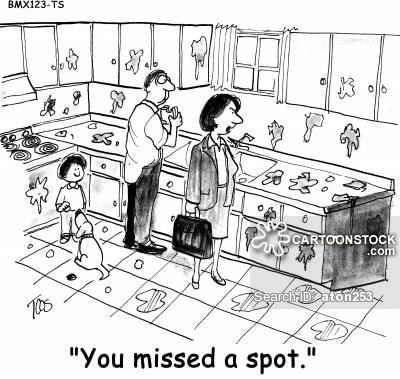 BMX123-TS
CARTOONSTOCK
.com
Search ID: aton253
"You missed a spot."